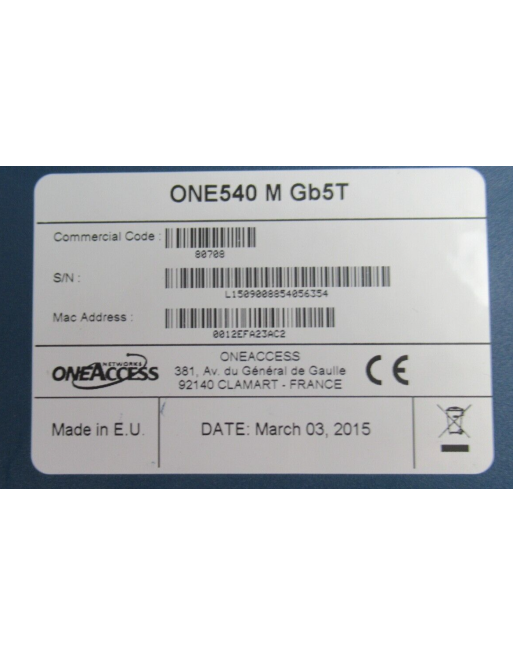 ONE540 M Gb5T
Commercial Code :
80708
S/N :
L1509008854056354
Mac Address :
0012EFA23AC2
NETWORKS
ONEACCESS
ONEACCESS
381, Av. du Général de Gaulle
92140 CLAMART - FRANCE
CE
Made in E.U.
DATE: March 03, 2015